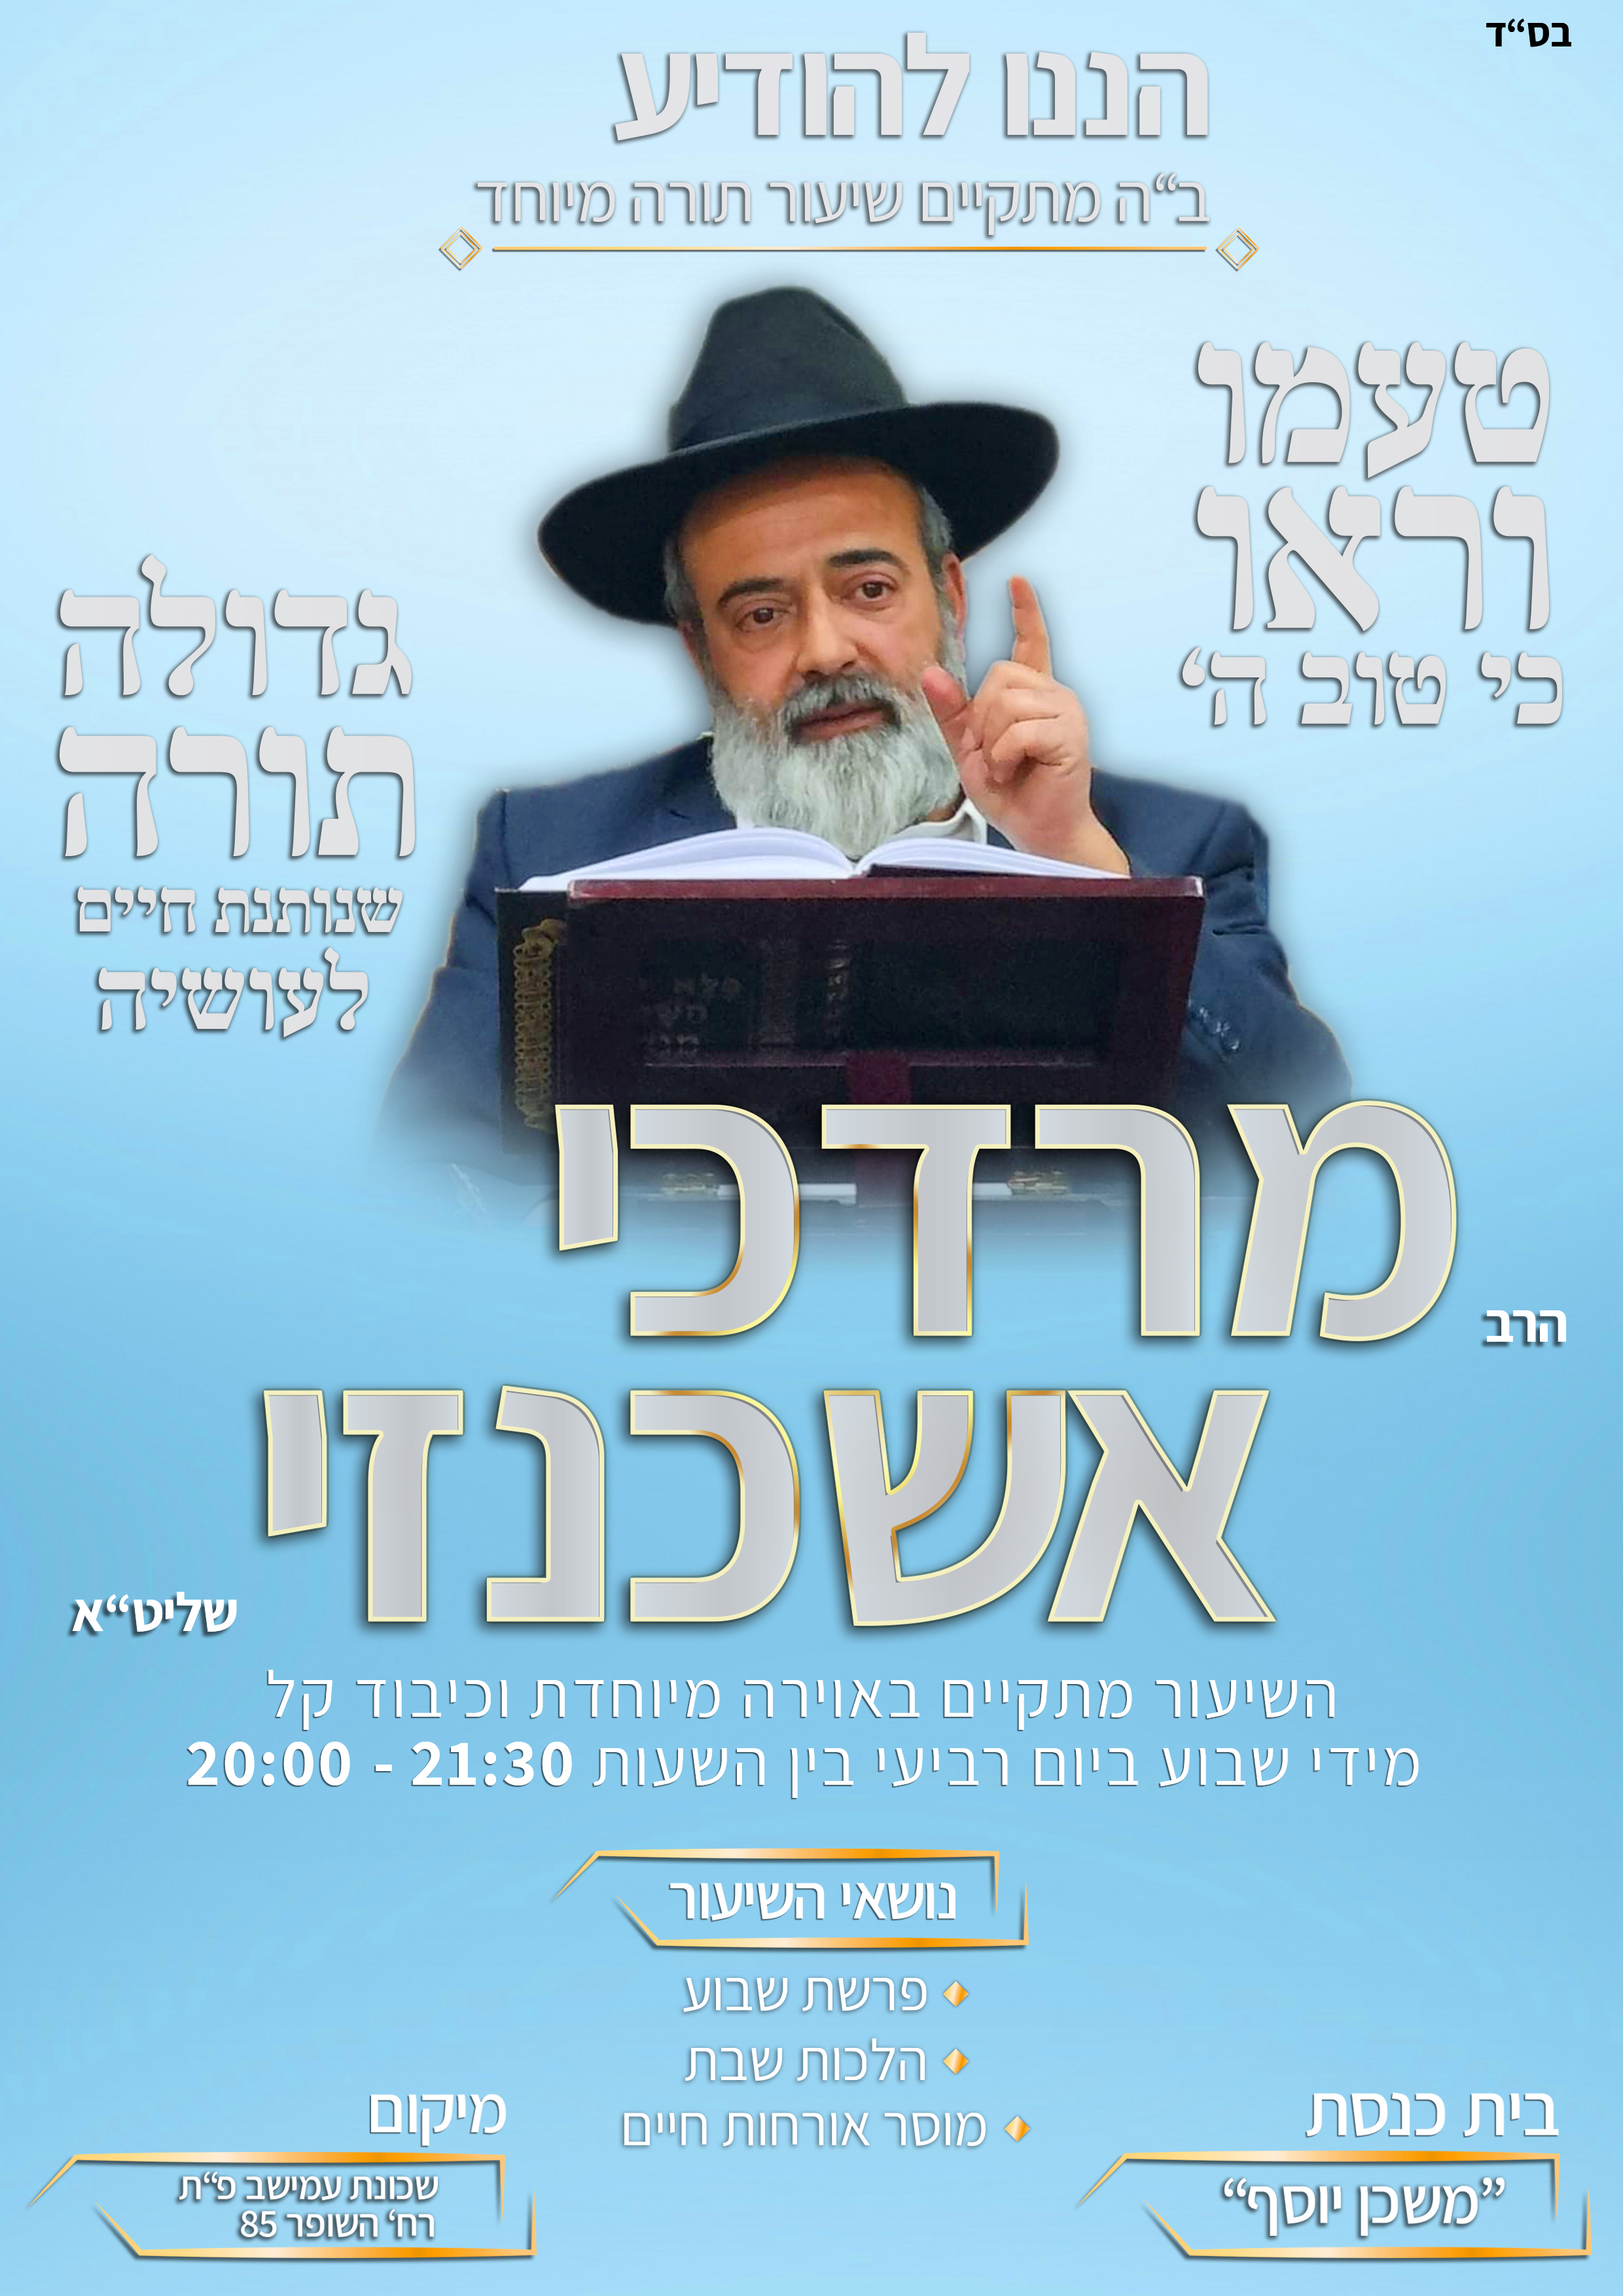 בס“ד
הננו להודיע
ב“ה מתקיים שיעור תורה מיוחד
טעמו
וראו
כי טוב ה‘
גדולה
תורה
שנותנת חיים
לעושיה
הרב
מרדכי
אשכנזי
שליט“א
השיעור מתקיים באוירה מיוחדת וכיבוד קל
מידי שבוע ביום רביעי בין השעות 21:30 - 20:00
נושאי השיעור
פרשת שבוע
הלכות שבת
מוסר אורחות חיים
בית כנסת
”משכן יוסף“
מיקום
שכונת עמישב פ“ת
רח‘ השופר 85